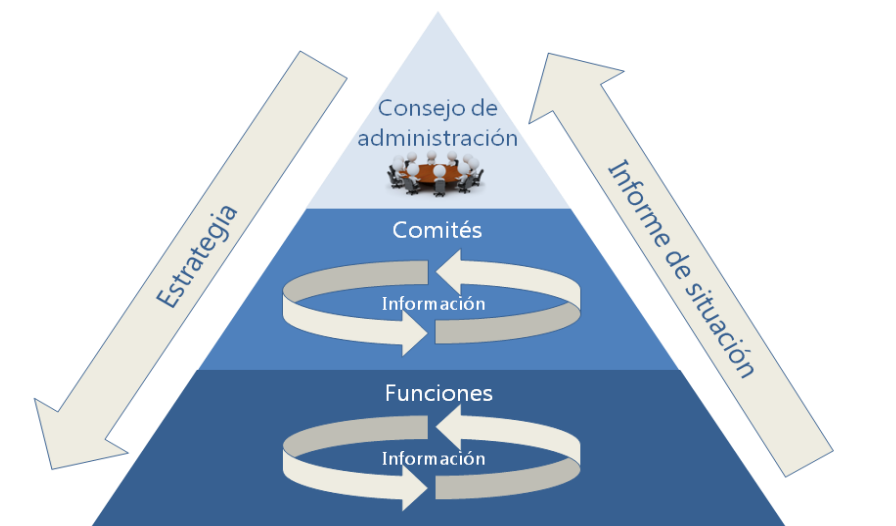 Consejo de
administración
Estrategia
Informe de situación
Comités
Información
Funciones
Información